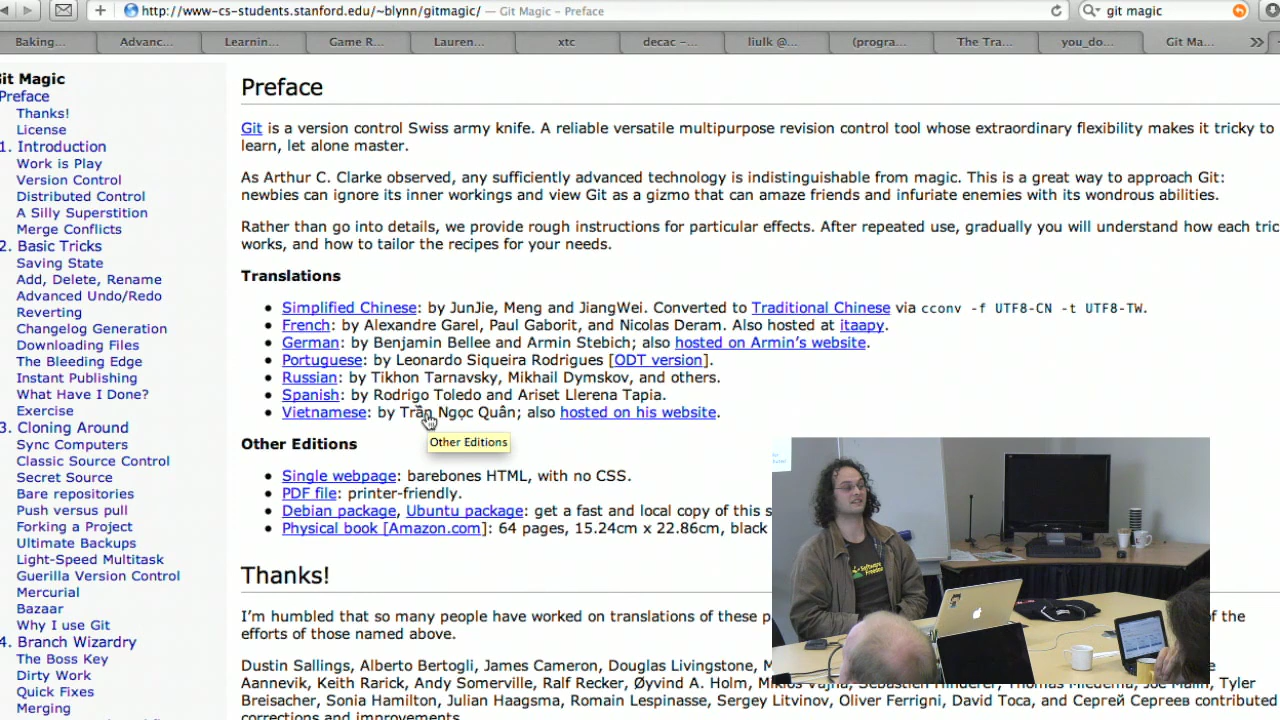 http://www-cs-students.stanford.edu/~blynn/gitmagic/ — Git Magic – Preface
git magic
Baking...
Advanc...
Learnin...
Game R...
Lauren...
xtc
decac –...
liulk @...
(progra...
The Tra...
you_do...
Git Ma...
Git Magic
Preface
Thanks!
License
1. Introduction
Work is Play
Version Control
Distributed Control
A Silly Superstition
Merge Conflicts
2. Basic Tricks
Saving State
Add, Delete, Rename
Advanced Undo/Redo
Reverting
Changelog Generation
Downloading Files
The Bleeding Edge
Instant Publishing
What Have I Done?
Exercise
3. Cloning Around
Sync Computers
Classic Source Control
Secret Source
Bare repositories
Push versus pull
Forking a Project
Ultimate Backups
Light-Speed Multitask
Guerilla Version Control
Mercurial
Bazaar
Why I use Git
4. Branch Wizardry
The Boss Key
Dirty Work
Quick Fixes
Merging
Preface
Git is a version control Swiss army knife. A reliable versatile multipurpose revision control tool whose extraordinary flexibility makes it tricky to
learn, let alone master.
As Arthur C. Clarke observed, any sufficiently advanced technology is indistinguishable from magic. This is a great way to approach Git:
newbies can ignore its inner workings and view Git as a gizmo that can amaze friends and infuriate enemies with its wondrous abilities.
Rather than go into details, we provide rough instructions for particular effects. After repeated use, gradually you will understand how each tric
works, and how to tailor the recipes for your needs.
Translations
• Simplified Chinese: by JunJie, Meng and JiangWei. Converted to Traditional Chinese via cconv -f UTF8-CN -t UTF8-TW.
• French: by Alexandre Garel, Paul Gaborit, and Nicolas Deram. Also hosted at itaapy.
• German: by Benjamin Bellee and Armin Stebich; also hosted on Armin's website.
• Portuguese: by Leonardo Siqueira Rodrigues [ODT version].
• Russian: by Tikhon Tarnavsky, Mikhail Dymskov, and others.
• Spanish: by Rodrigo Toledo and Ariset Llerena Tapia.
• Vietnamese: by Trần Ngọc Quân; also hosted on his website.
Other Editions
Other Editions
• Single webpage: barebones HTML, with no CSS.
• PDF file: printer-friendly.
• Debian package, Ubuntu package: get a fast and local copy of this s
• Physical book [Amazon.com]: 64 pages, 15.24cm x 22.86cm, black
Software
Freedom
Thanks!
I'm humbled that so many people have worked on translations of these p of the
efforts of those named above.
Dustin Sallings, Alberto Bertogli, James Cameron, Douglas Livingstone, M
Aannevik, Keith Rarick, Andy Somerville, Ralf Recker, Øyvind A. Holm, Miklos Vajna, Sébastien Hinderer, Thomas Miedema, Joe Malin, Tyler
Breisacher, Sonia Hamilton, Julian Haagsma, Romain Lespinasse, Sergey Litvinov, Oliver Ferrigni, David Toca, and Сергей Сергеев contributed
corrections and improvements.